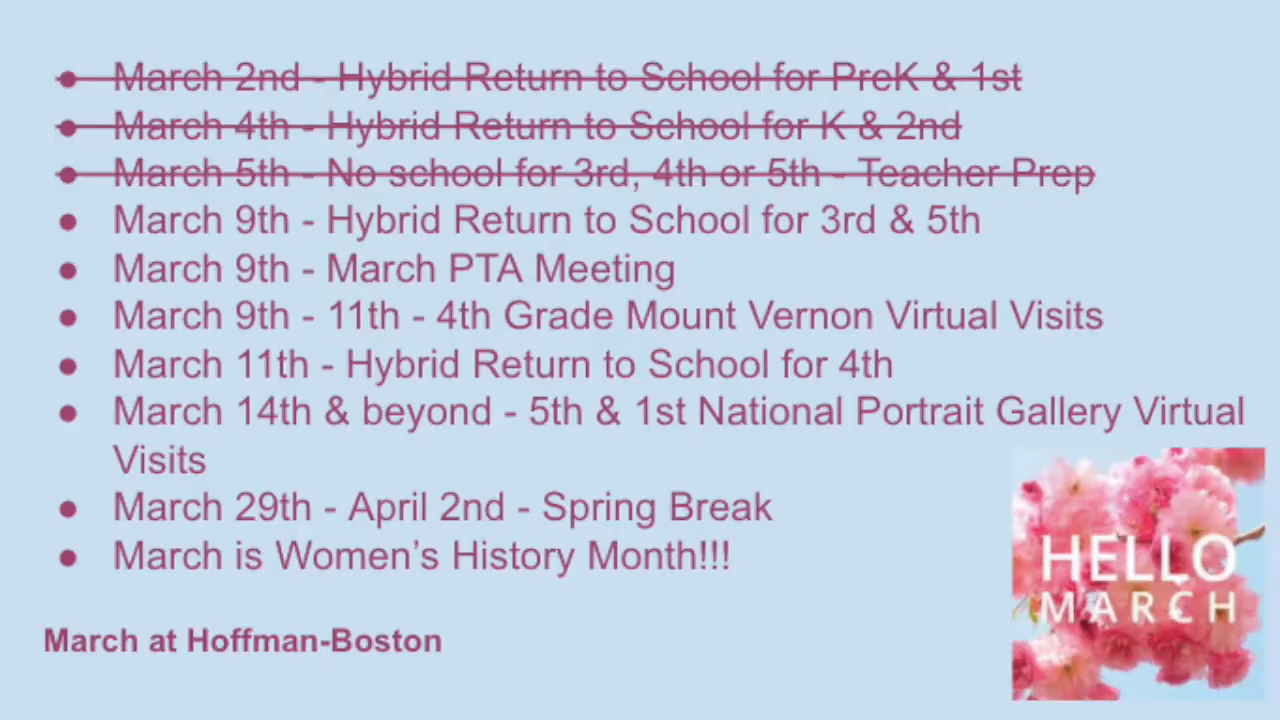 ● March 2nd - Hybrid Return to School for PreK & 1st
● March 4th - Hybrid Return to School for K & 2nd
● March 5th - No school for 3rd, 4th or 5th - Teacher Prep
● March 9th - Hybrid Return to School for 3rd & 5th
● March 9th - March PTA Meeting
● March 9th - 11th - 4th Grade Mount Vernon Virtual Visits
● March 11th - Hybrid Return to School for 4th
● March 14th & beyond - 5th & 1st National Portrait Gallery Virtual
Visits
● March 29th - April 2nd - Spring Break
● March is Women’s History Month!!!
HELLO
MARCH
March at Hoffman-Boston